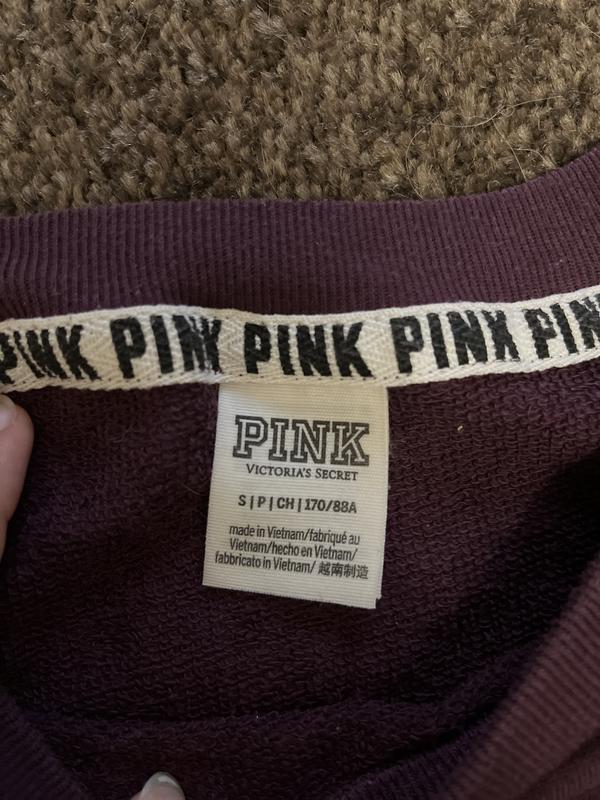 PINK PINK PINK PINK PIN
PINK
VICTORIA'S SECRET
S | P | CH | 170/88A
made in Vietnam/fabriqué au
Vietnam/hecho en Vietnam/
fabbricato in Vietnam/ 越南制造